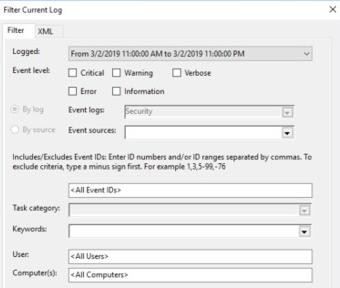 Filter Current Log
Filter XML
Logged: From 3/2/2019 11:00:00 AM to 3/2/2019 11:00:00 PM
Event level: Critical Warning Verbose
Error Information
By log Event logs: Security
By source Event sources:
Includes/Excludes Event IDs: Enter ID numbers and/or ID ranges separated by commas. To
exclude criteria, type a minus sign first. For example 1,3,5-99,-76
<All Event IDs>
Task category:
Keywords:
User: <All Users>
Computer(s): <All Computers>